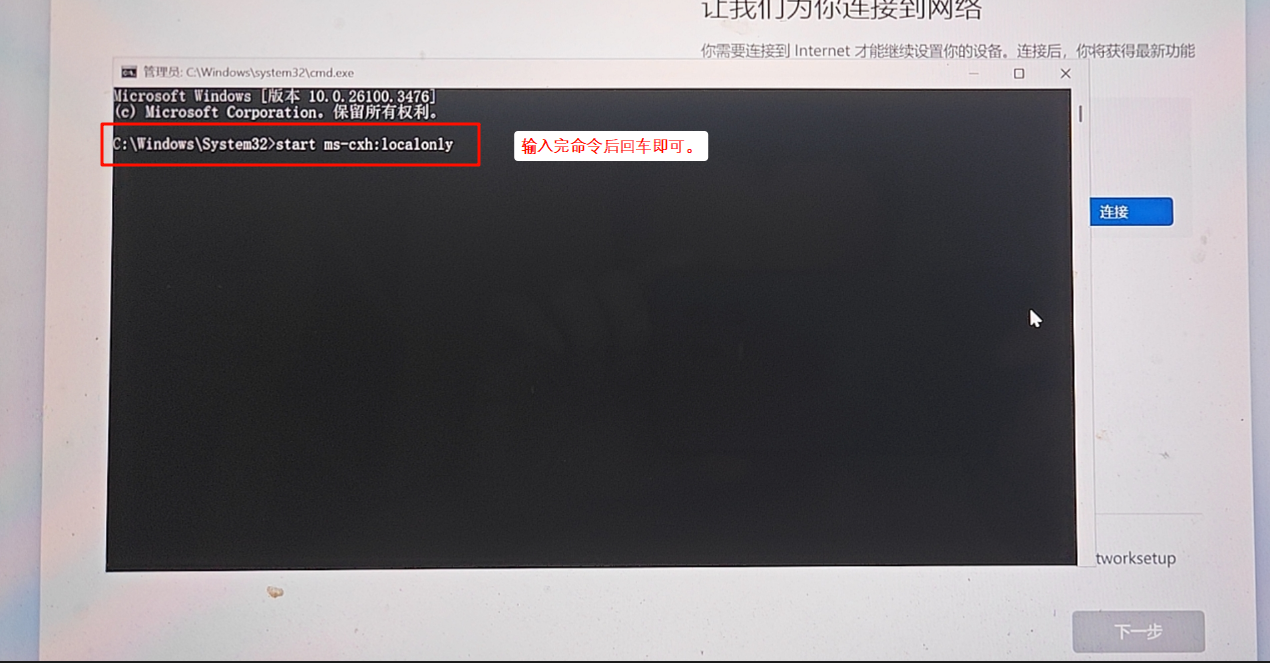 让我们为你连接到网络
你需要连接到 Internet 才能继续设置你的设备。连接后，你将获得最新功能
管理员: C:\Windows\system32\cmd.exe
Microsoft Windows [版本 10.0.26100.3476]
(c) Microsoft Corporation。保留所有权利。
C:\Windows\System32>start ms-cxh:localonly
输入完命令后回车即可。
连接
tworksetup
下一步